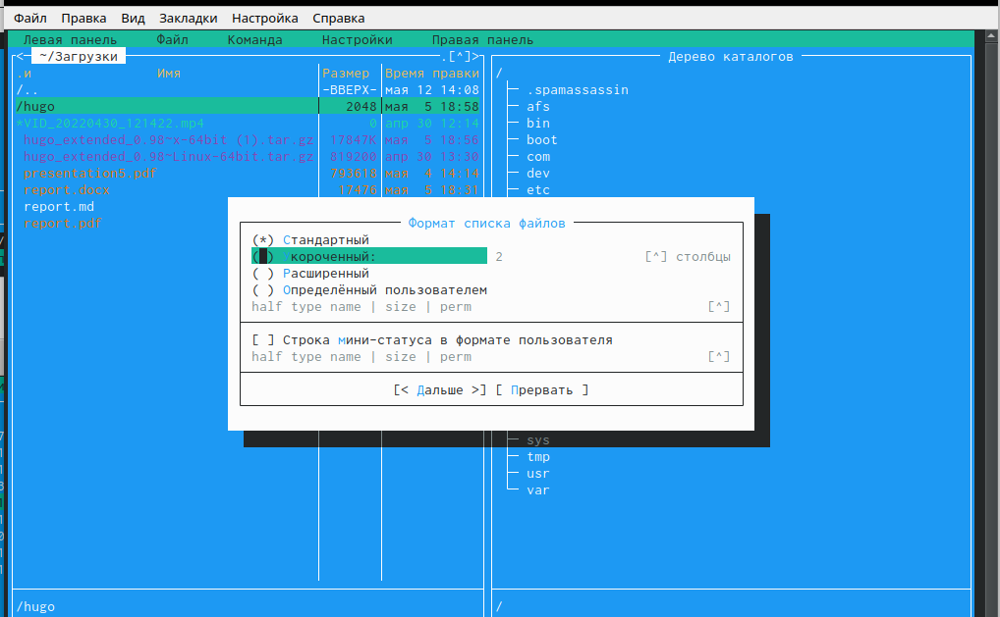 Файл Правка Вид Закладки Настройка Справка
Левая панель Файл Команда Настройки Правая панель
<─ ~/Загрузки .[^]> Дерево каталогов
.и Имя Размер Время правки /
/.. -ВВЕРХ- мая 12 14:08 .spamassassin
/hugo 2048 мая 5 18:58 afs
*VID_20220430_121422.mp4 0 апр 30 12:14 bin
hugo_extended_0.98~x-64bit (1).tar.gz 17847K мая 5 18:56 boot
hugo_extended_0.98~Linux-64bit.tar.gz 819200 апр 30 13:30 com
presentation5.pdf 793618 мая 4 14:14 dev
report.docx 17476 мая 5 18:31 etc
report.md
report.pdf
Формат списка файлов
(*) Стандартный
( ) короченный: 2 [^] столбцы
( ) Расширенный
( ) Определённый пользователем
half type name | size | perm [^]
[ ] Строка мини-статуса в формате пользователя
half type name | size | perm [^]
[< Дальше >] [ Прервать ]
sys
tmp
usr
var
/hugo /